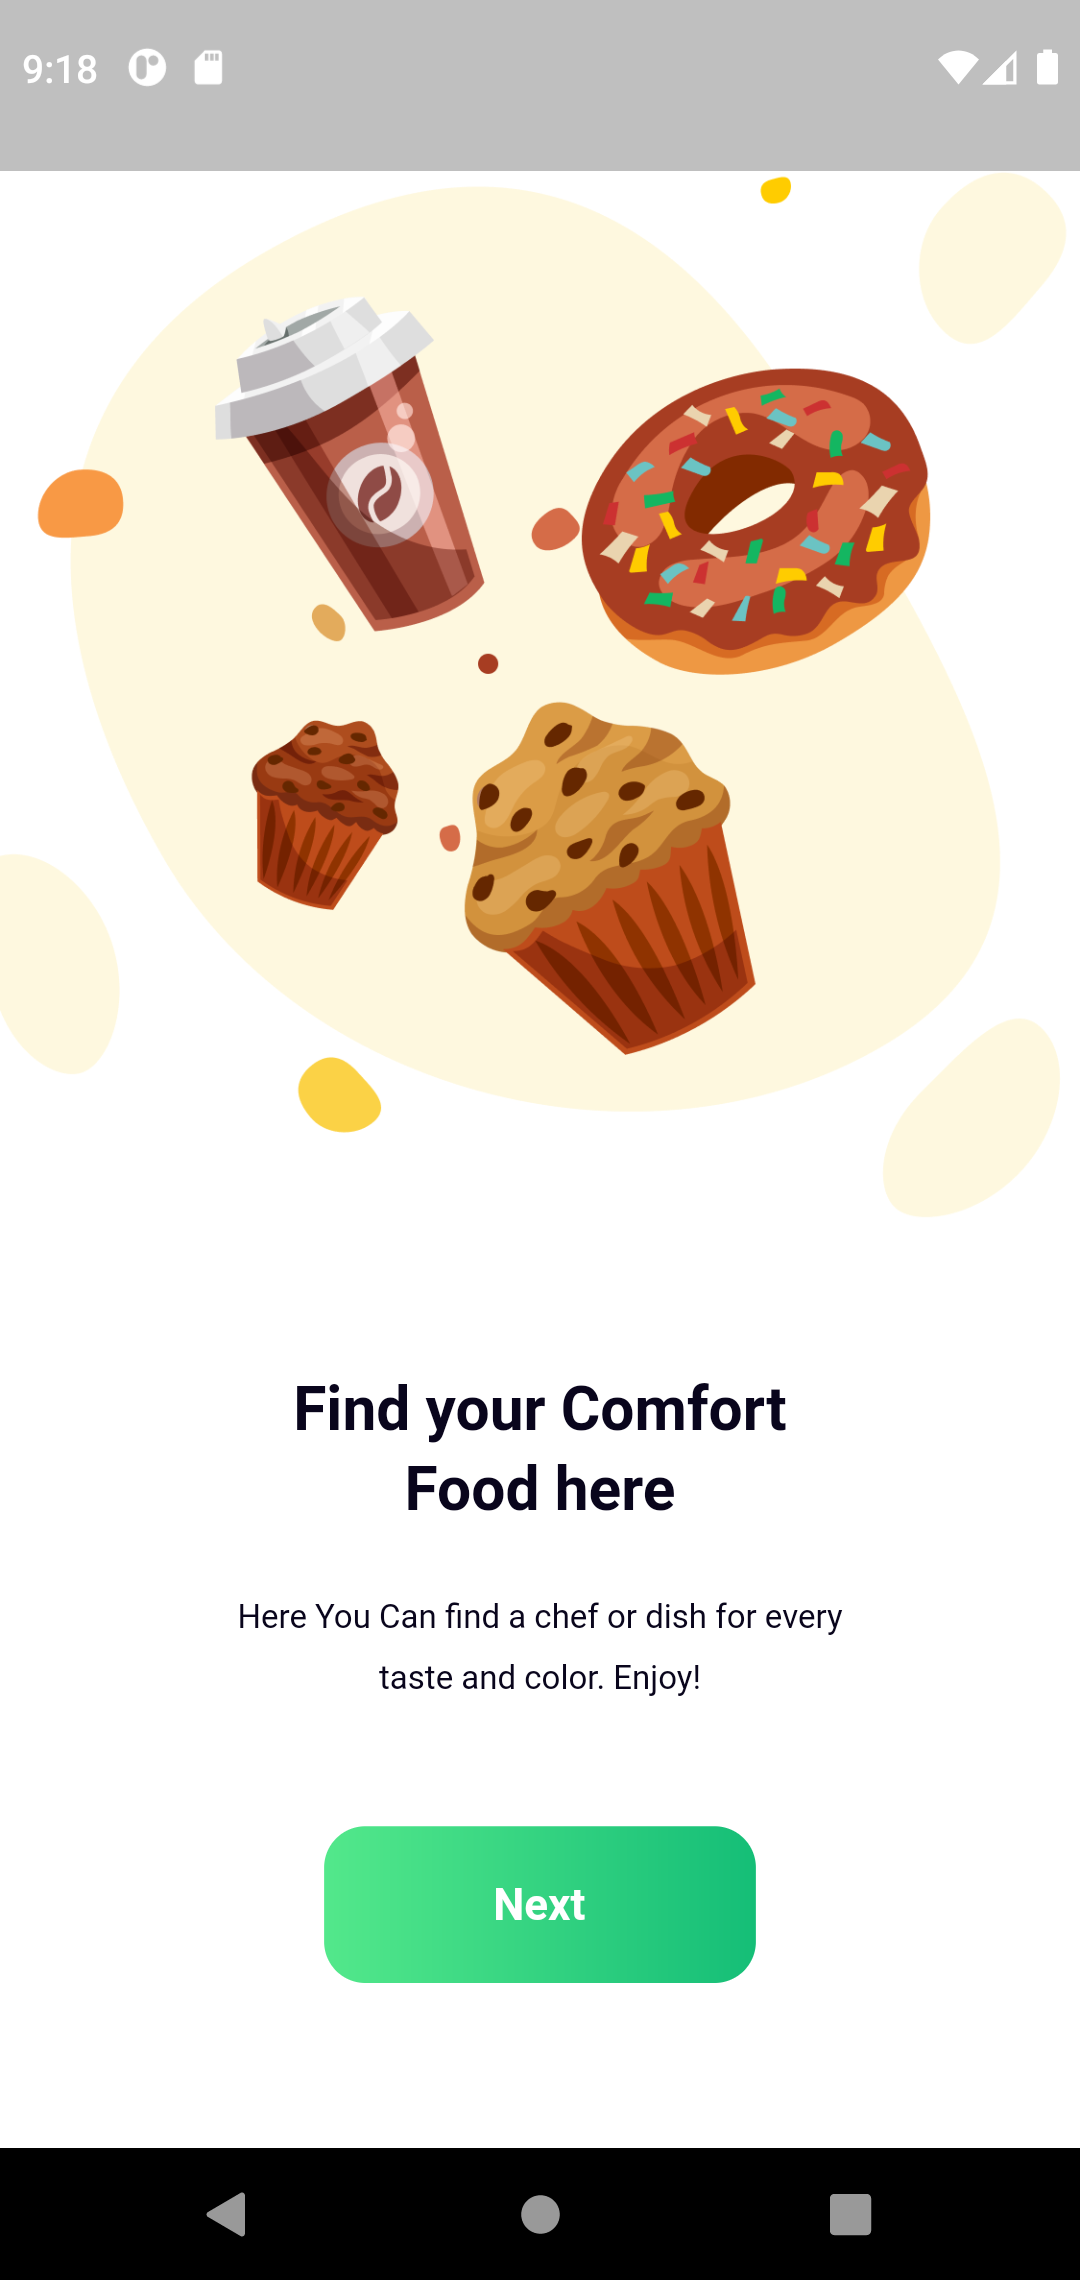 9:18
Find your Comfort
Food here
Here You Can find a chef or dish for every
taste and color. Enjoy!
Next